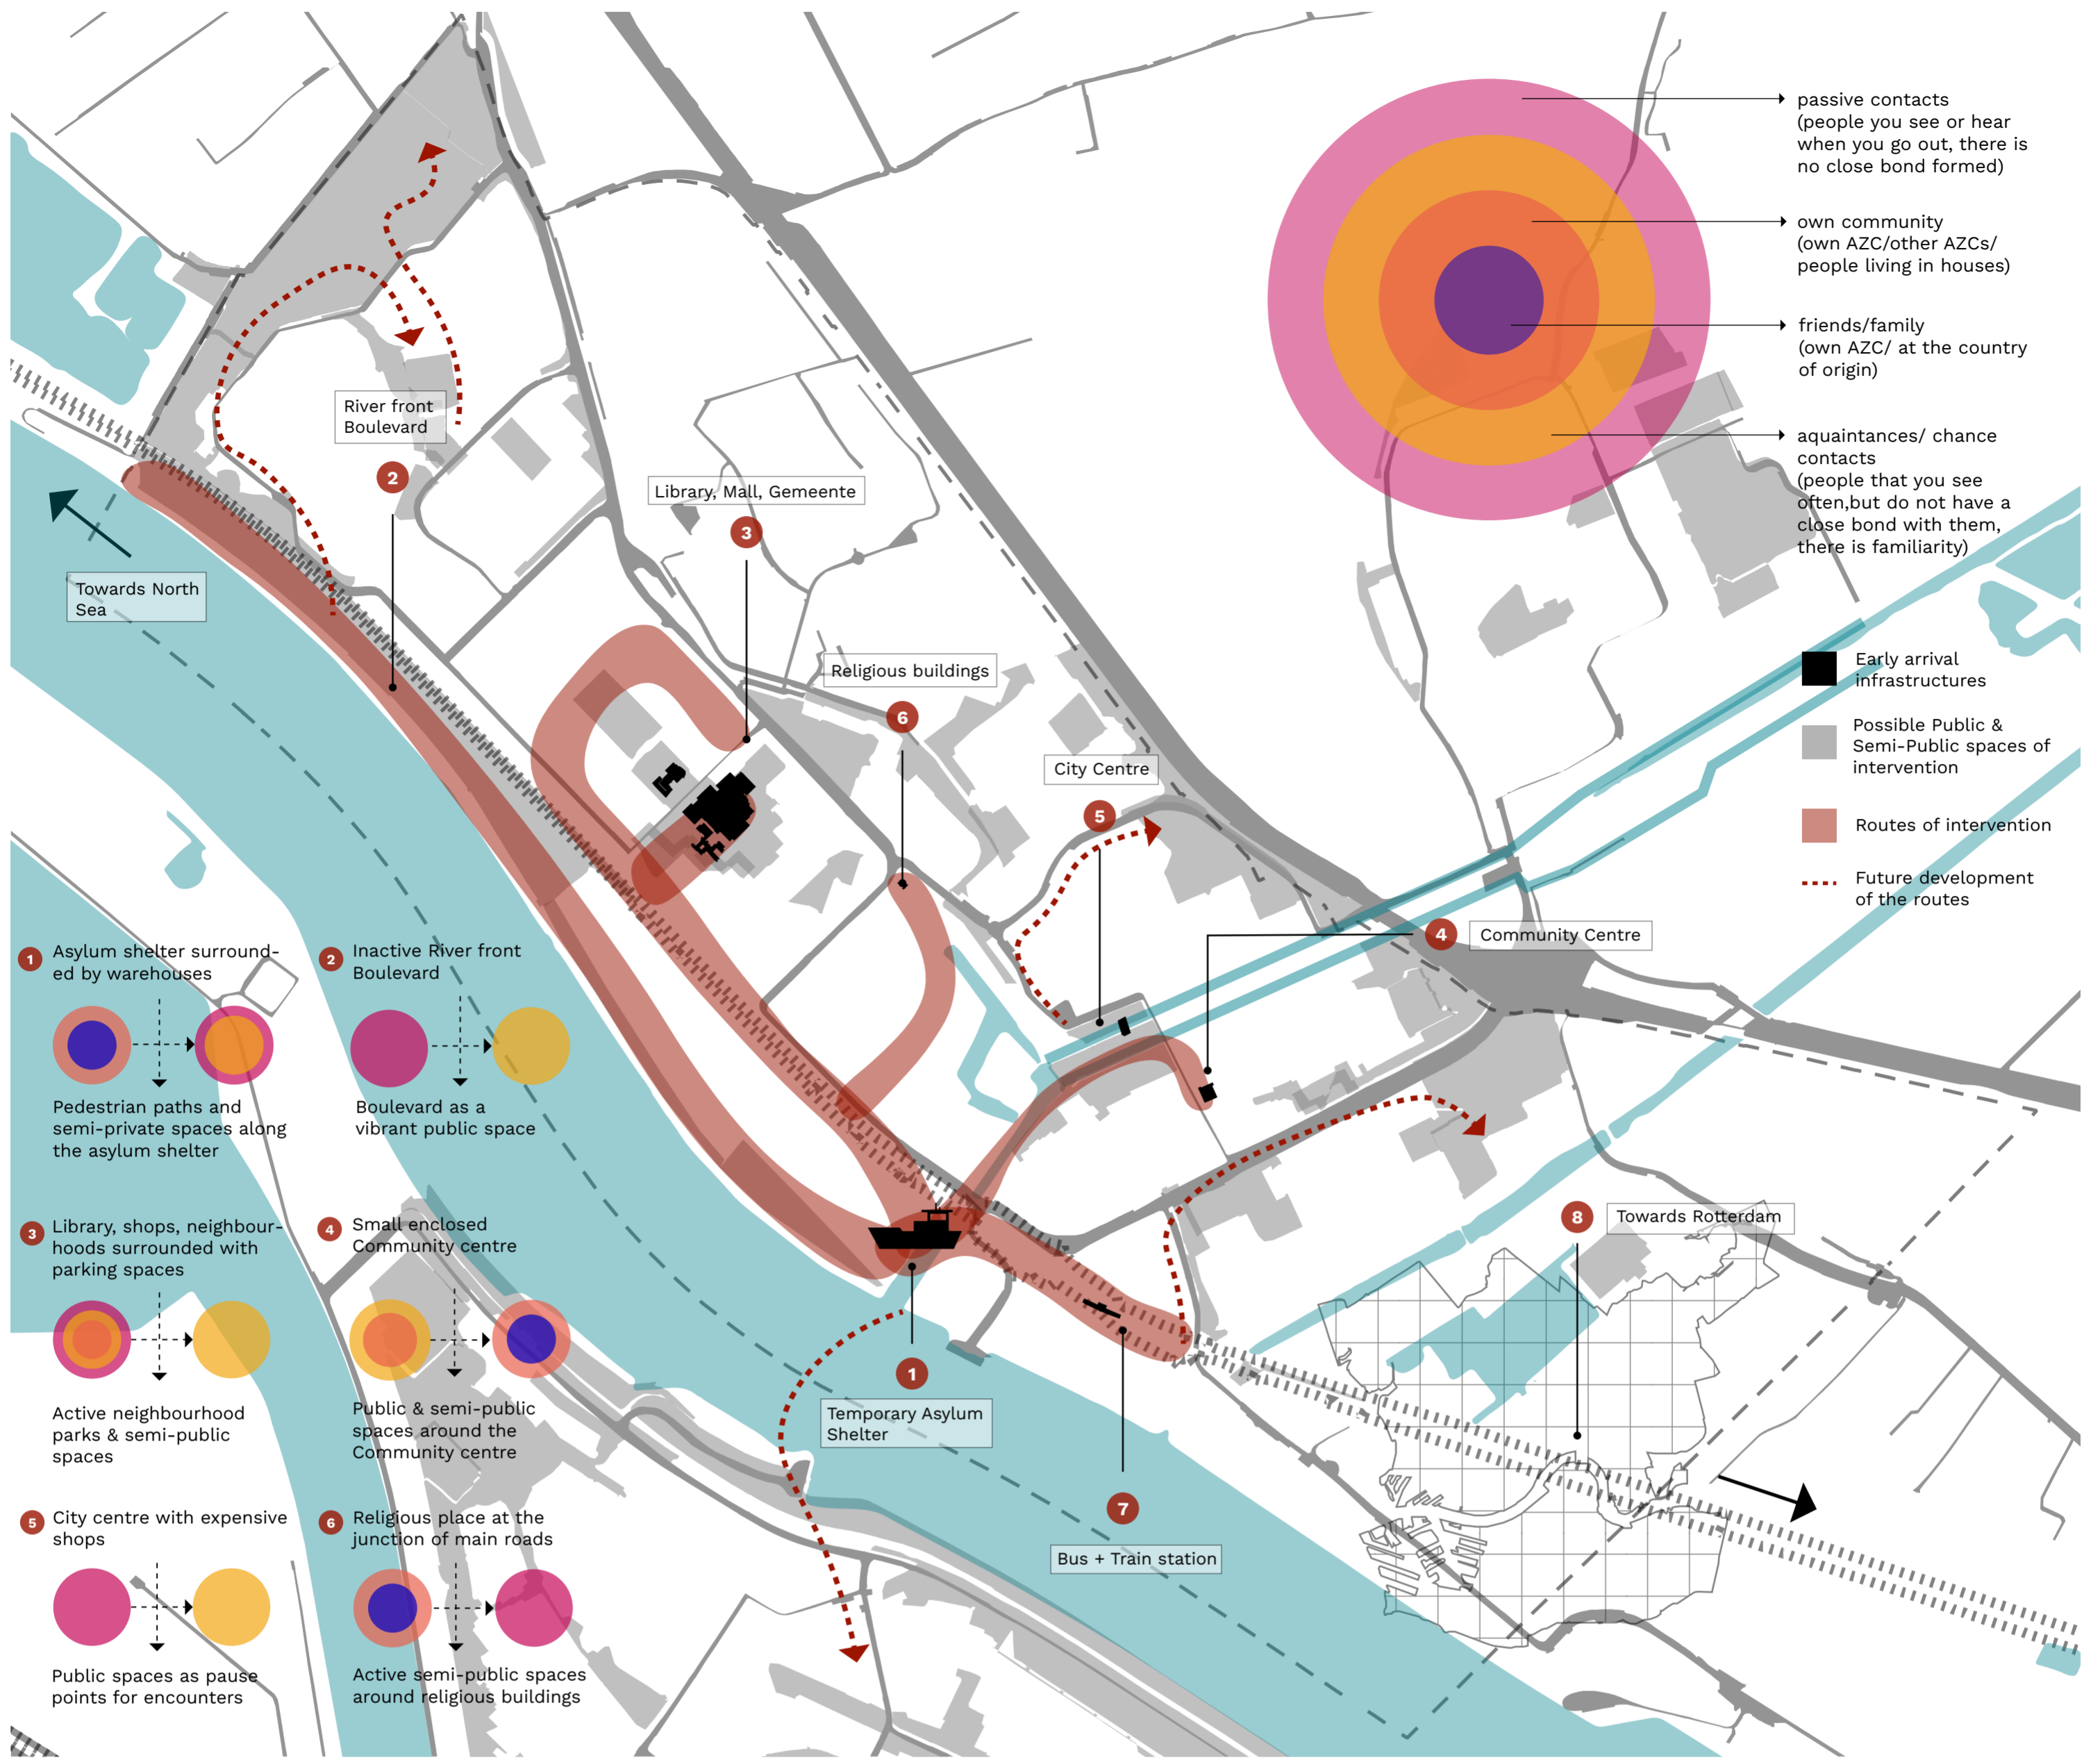 passive contacts
(people you see or hear
when you go out, there is
no close bond formed)
own community
(own AZC/other AZCs/
people living in houses)
friends/family
(own AZC/ at the country
of origin)
aquaintances/ chance
contacts
(people that you see
often,but do not have a
close bond with them,
there is familiarity)
River front
Boulevard
2
Library, Mall, Gemeente
3
Towards North
Sea
Religious buildings
6
City Centre
5
4
Community Centre
Early arrival
infrastructures
Possible Public &
Semi-Public spaces of
intervention
Routes of intervention
Future development
of the routes
1
Asylum shelter surround-
ed by warehouses
Pedestrian paths and
semi-private spaces along
the asylum shelter
2
Inactive River front
Boulevard
Boulevard as a
vibrant public space
3
Library, shops, neighbour-
hoods surrounded with
parking spaces
Active neighbourhood
parks & semi-public
spaces
4
Small enclosed
Community centre
Public & semi-public
spaces around the
Community centre
5
City centre with expensive
shops
Public spaces as pause
points for encounters
6
Religious place at the
junction of main roads
Active semi-public spaces
around religious buildings
1
Temporary Asylum
Shelter
7
Bus + Train station
8
Towards Rotterdam